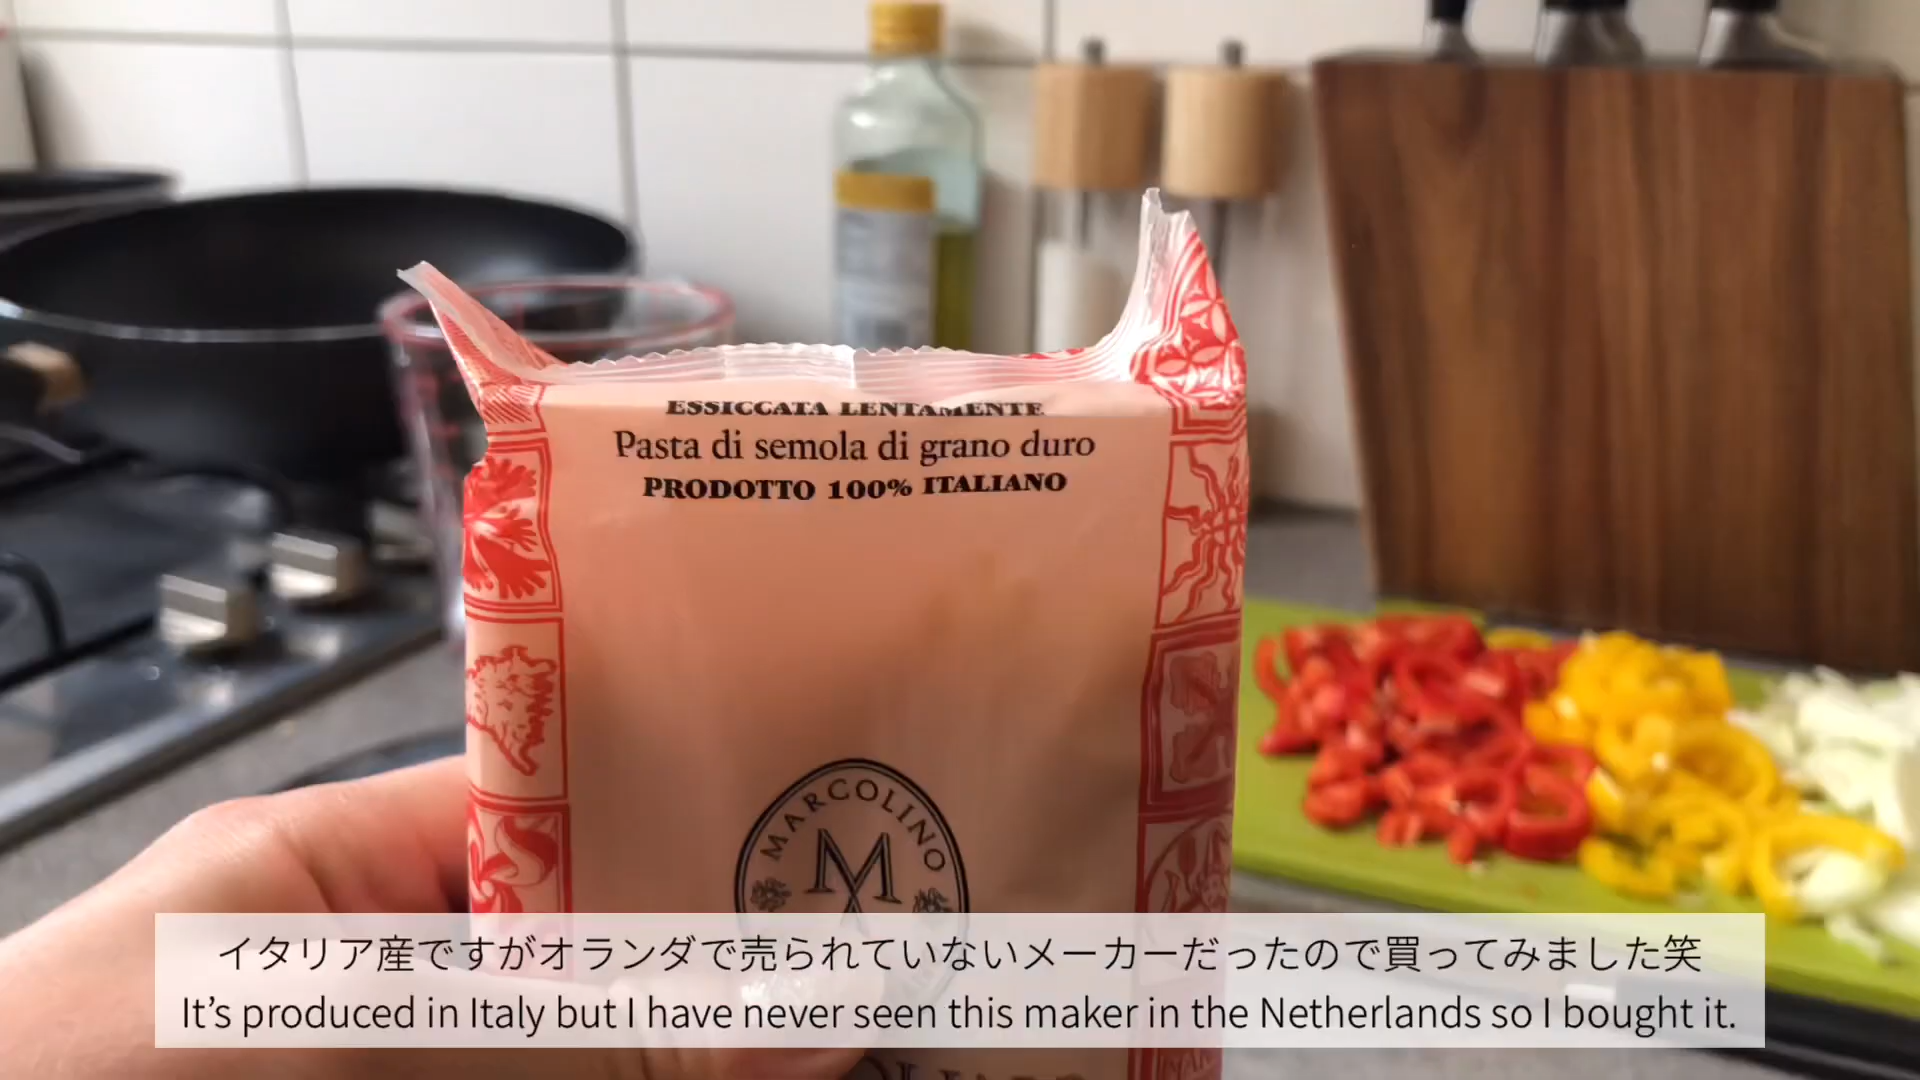 ESSICCATA LENTAMENTE
Pasta di semola di grano duro
PRODOTTO 100% ITALIANO
MARCOLINO
M
イタリア産ですがオランダで売られていないメーカーだったので買ってみました笑
It's produced in Italy but I have never seen this maker in the Netherlands so I bought it.